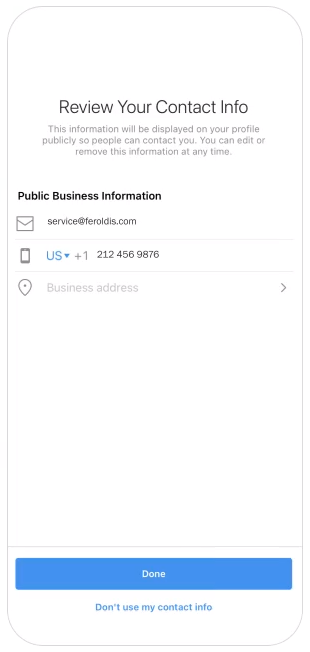 Review Your Contact Info
This information will be displayed on your profile
publicly so people can contact you. You can edit or
remove this information at any time.
Public Business Information
service@feroldis.com
US +1 212 456 9876
Business address
Done
Don't use my contact info